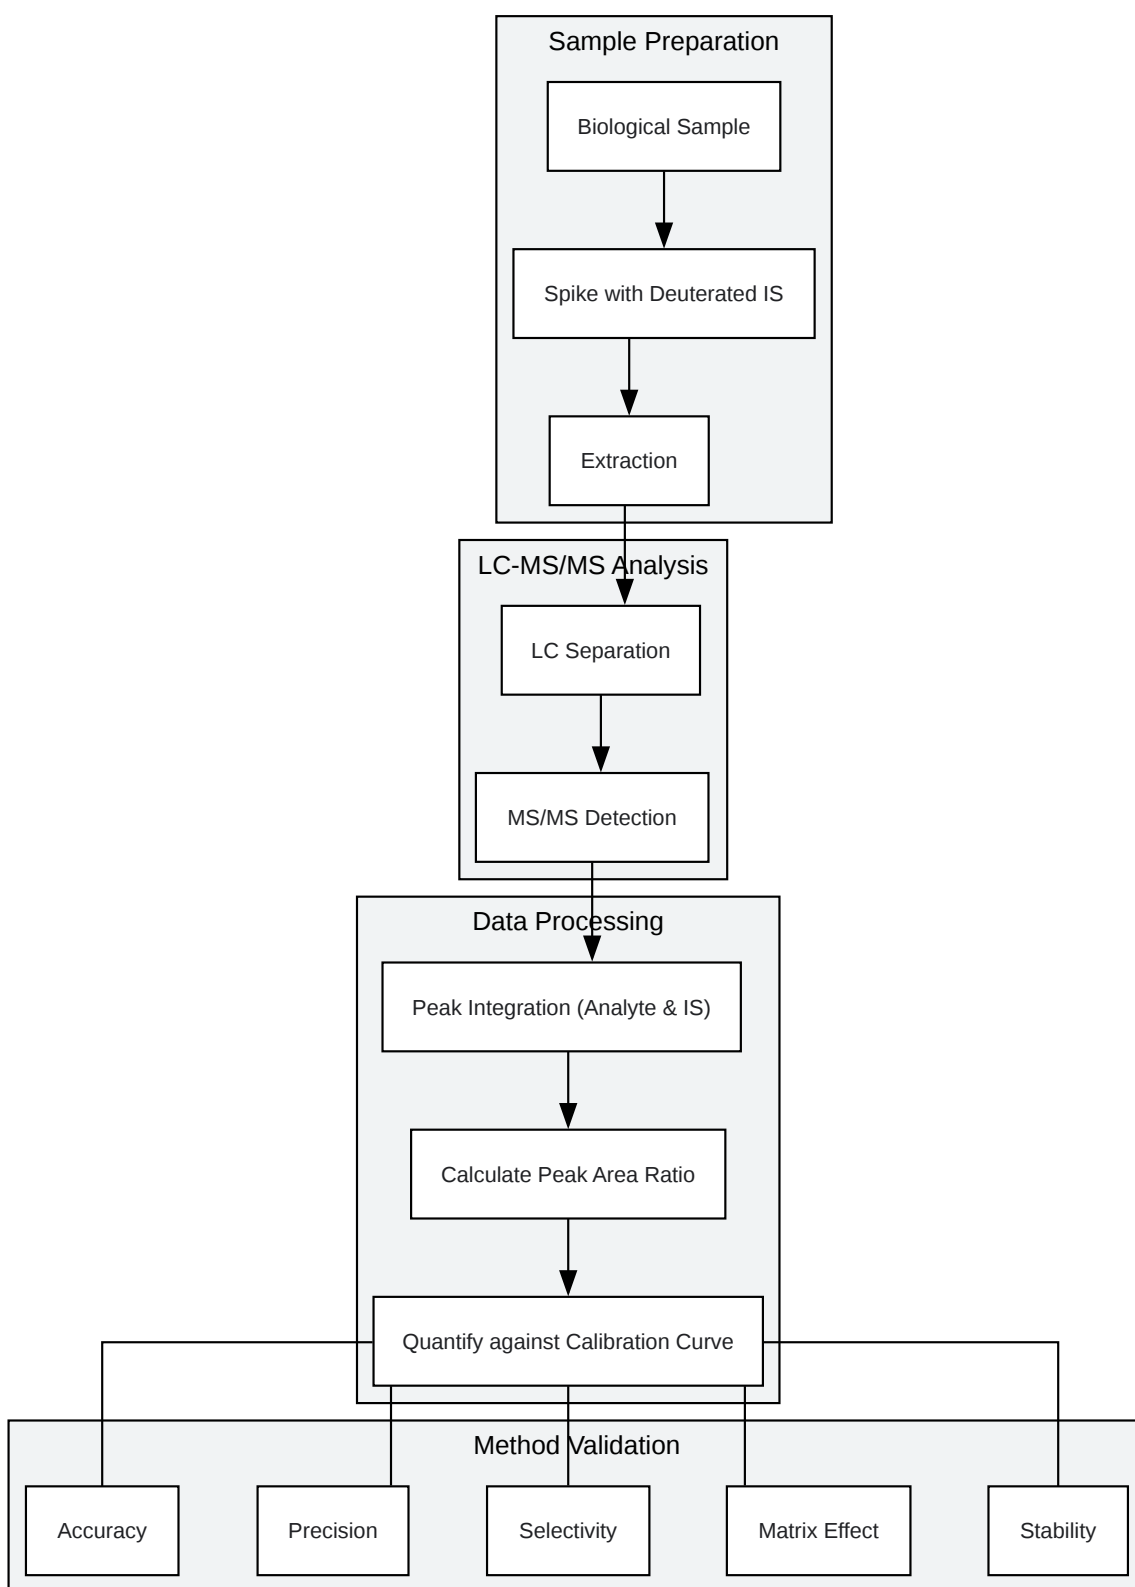 Sample Preparation
Biological Sample
Spike with Deuterated IS
Extraction
LC-MS/MS Analysis
LC Separation
MS/MS Detection
Data Processing
Peak Integration (Analyte & IS)
Calculate Peak Area Ratio
Quantify against Calibration Curve
Method Validation
Accuracy
Precision
Selectivity
Matrix Effect
Stability